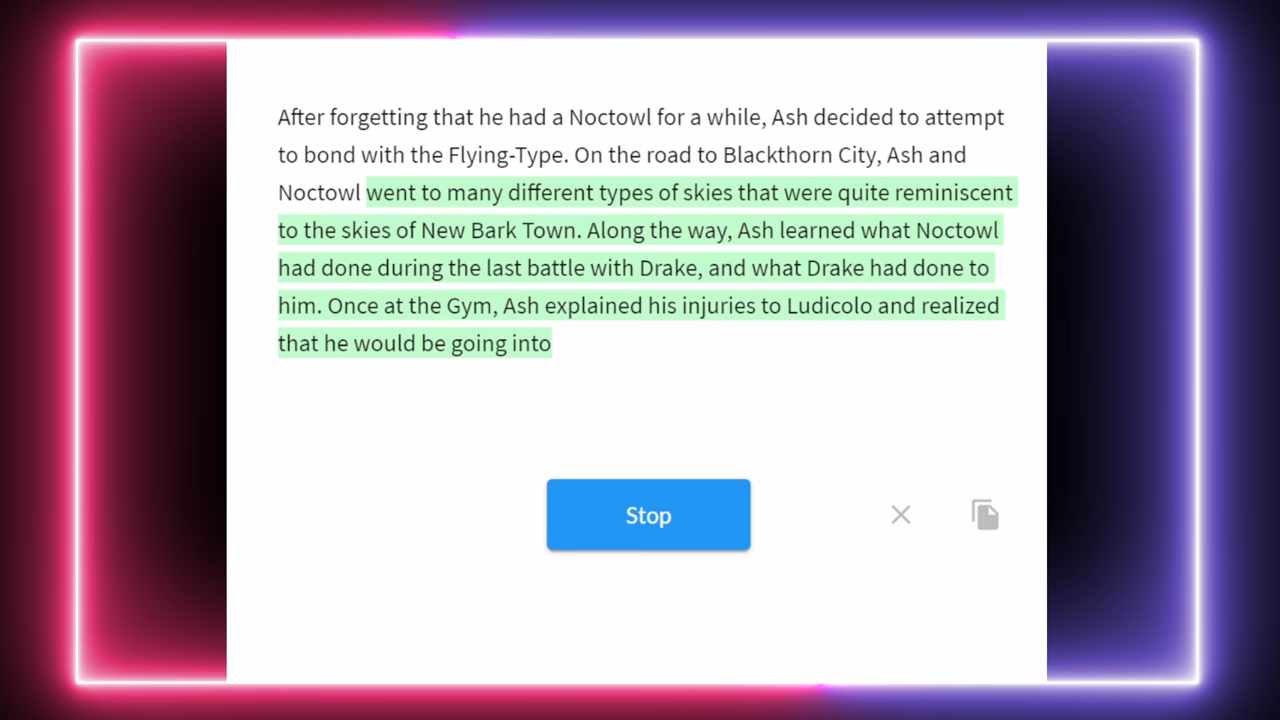 After forgetting that he had a Noctowl for a while, Ash decided to attempt
to bond with the Flying-Type. On the road to Blackthorn City, Ash and
Noctowl went to many different types of skies that were quite reminiscent
to the skies of New Bark Town. Along the way, Ash learned what Noctowl
had done during the last battle with Drake, and what Drake had done to
him. Once at the Gym, Ash explained his injuries to Ludicolo and realized
that he would be going into
Stop